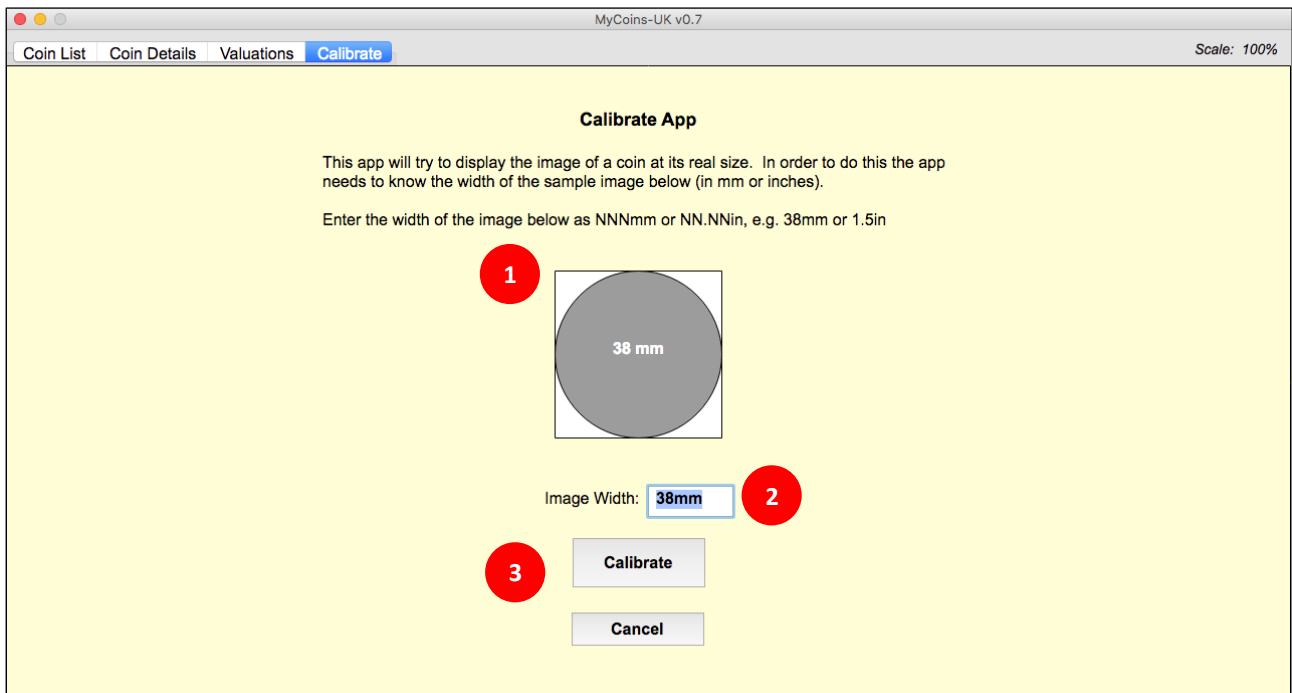 MyCoins-UK v0.7
Coin List Coin Details Valuations Calibrate Scale: 100%
Calibrate App
This app will try to display the image of a coin at its real size.  In order to do this the app
needs to know the width of the sample image below (in mm or inches).
Enter the width of the image below as NNNmm or NN.NNin, e.g. 38mm or 1.5in
1
38 mm
Image Width: 38mm 2
3 Calibrate
Cancel